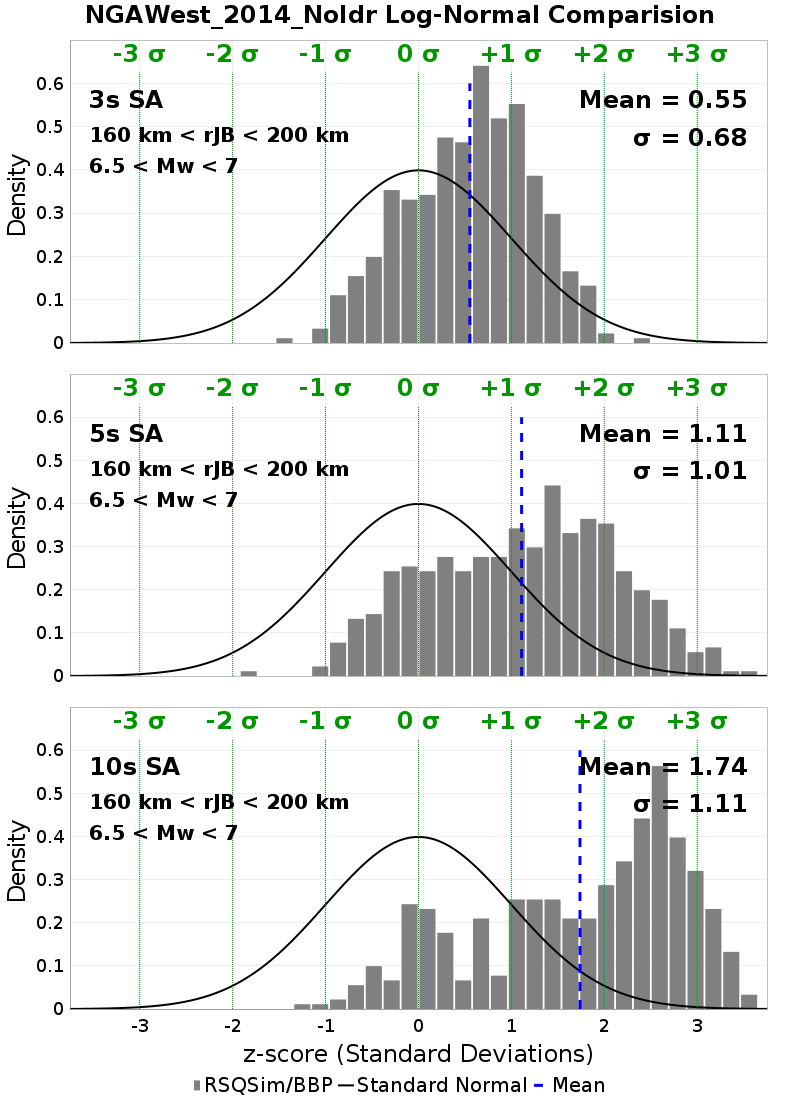 NGAWest_2014_NoIdr Log-Normal Comparision
-3 σ -2 σ -1 σ 0 σ +1 σ +2 σ +3 σ
3s SA
160 km < rJB < 200 km
6.5 < Mw < 7
Mean = 0.55
σ = 0.68
0.6
0.5
0.4
0.3
0.2
0.1
0
Density
-3 σ -2 σ -1 σ 0 σ +1 σ +2 σ +3 σ
5s SA
160 km < rJB < 200 km
6.5 < Mw < 7
Mean = 1.11
σ = 1.01
0.6
0.5
0.4
0.3
0.2
0.1
0
Density
-3 σ -2 σ -1 σ 0 σ +1 σ +2 σ +3 σ
10s SA
160 km < rJB < 200 km
6.5 < Mw < 7
Mean = 1.74
σ = 1.11
0.6
0.5
0.4
0.3
0.2
0.1
0
Density
-3 -2 -1 0 1 2 3
z-score (Standard Deviations)
RSQSim/BBP Standard Normal Mean